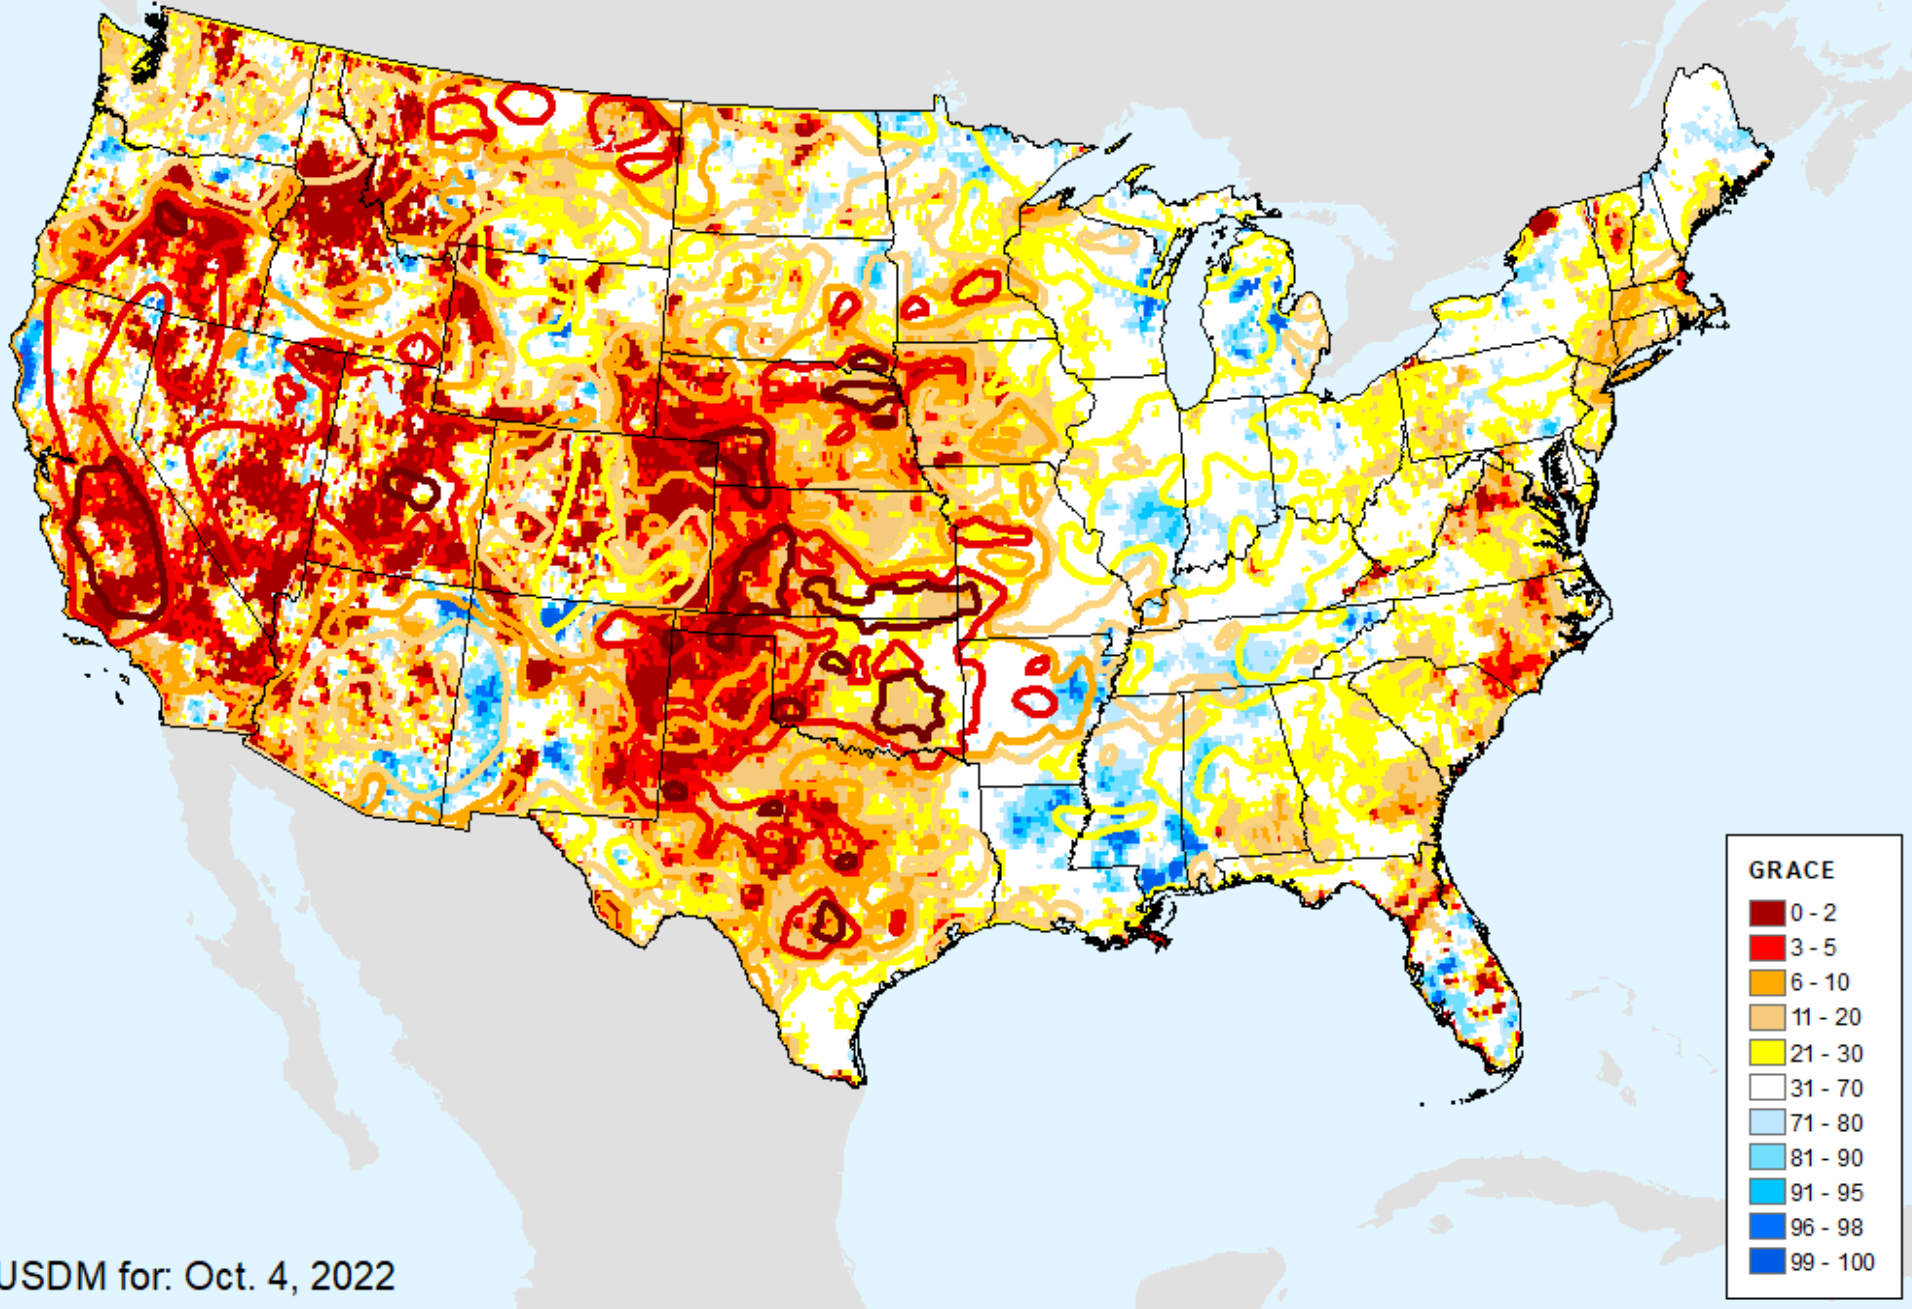 GRACE
0 - 2
3 - 5
6 - 10
11 - 20
21 - 30
31 - 70
71 - 80
81 - 90
91 - 95
96 - 98
99 - 100
USDM for: Oct. 4, 2022